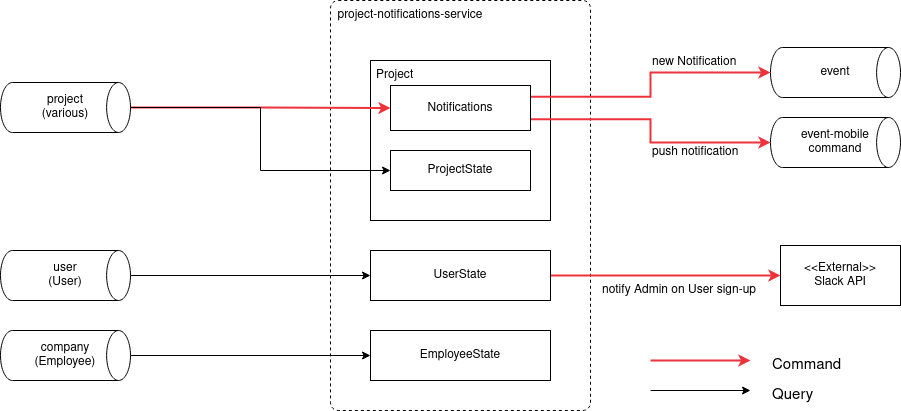 project-notifications-service
Project
project
(various)
Notifications
ProjectState
new Notification
event
event-mobile
command
push notification
user
(User)
UserState
notify Admin on User sign-up
<<External>>
Slack API
company
(Employee)
EmployeeState
Command
Query